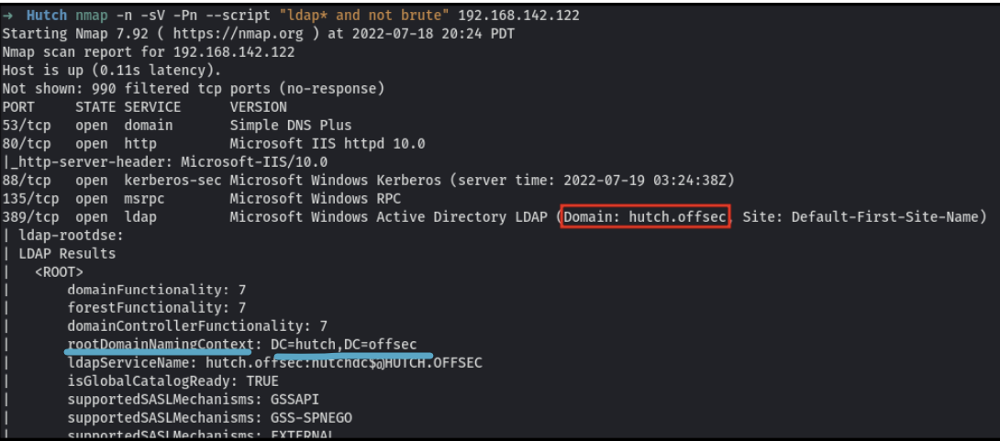 → Hutch nmap -n -sV -Pn --script "ldap* and not brute" 192.168.142.122
Starting Nmap 7.92 ( https://nmap.org ) at 2022-07-18 20:24 PDT
Nmap scan report for 192.168.142.122
Host is up (0.11s latency).
Not shown: 990 filtered tcp ports (no-response)
PORT STATE SERVICE VERSION
53/tcp open domain Simple DNS Plus
80/tcp open http Microsoft IIS httpd 10.0
|_http-server-header: Microsoft-IIS/10.0
88/tcp open kerberos-sec Microsoft Windows Kerberos (server time: 2022-07-19 03:24:38Z)
135/tcp open msrpc Microsoft Windows RPC
389/tcp open ldap Microsoft Windows Active Directory LDAP (Domain: hutch.offsec, Site: Default-First-Site-Name)
| ldap-rootdse:
| LDAP Results
| <ROOT>
| domainFunctionality: 7
| forestFunctionality: 7
| domainControllerFunctionality: 7
| rootDomainNamingContext: DC=hutch,DC=offsec
| ldapServiceName: hutch.offsec:hutchdc$@HUTCH.OFFSEC
| isGlobalCatalogReady: TRUE
| supportedSASLMechanisms: GSSAPI
| supportedSASLMechanisms: GSS-SPNEGO
| supportedSASLMechanisms: EXTERNAL